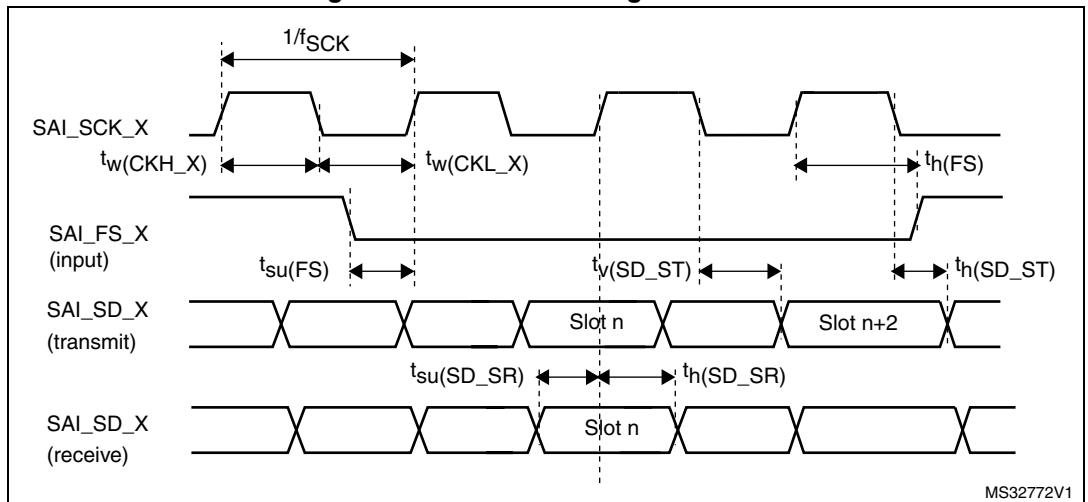 1/fSCK
SAI_SCK_X
tw(CKH_X)
tw(CKL_X)
th(FS)
SAI_FS_X
(input)
tsu(FS)
tv(SD_ST)
th(SD_ST)
SAI_SD_X
(transmit)
Slot n
Slot n+2
tsu(SD_SR)
th(SD_SR)
SAI_SD_X
(receive)
Slot n
MS32772V1